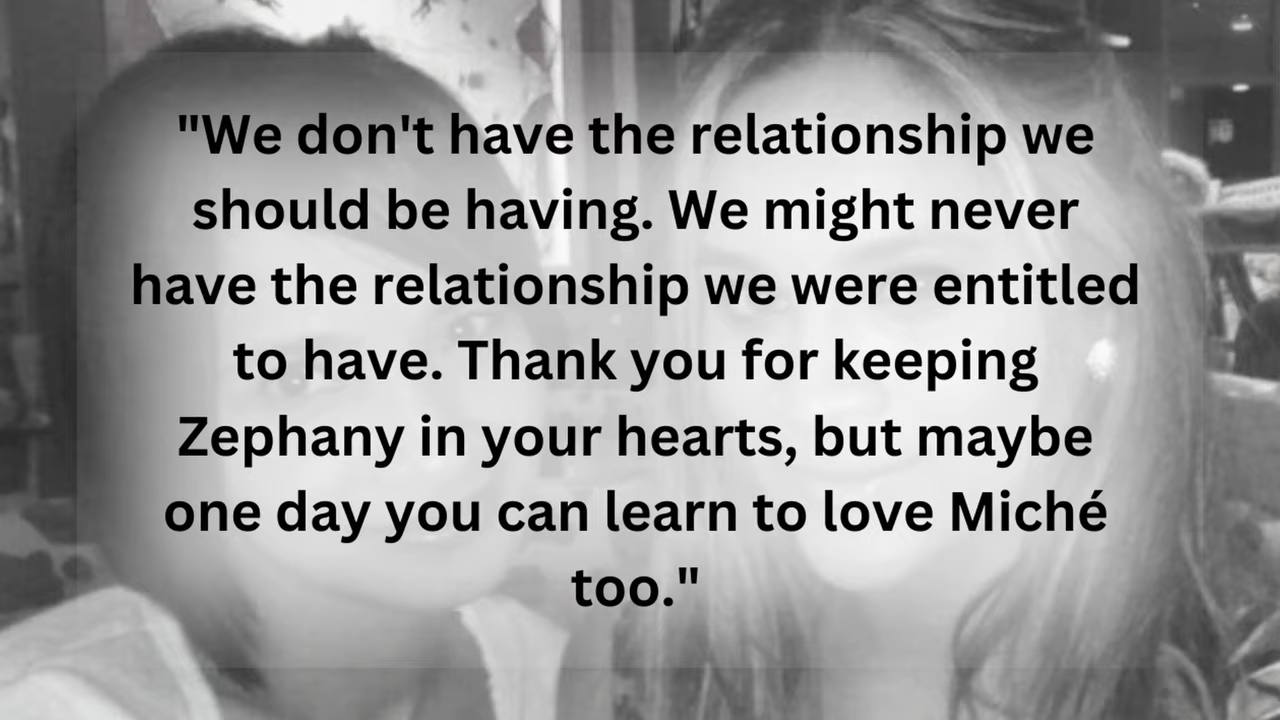 "We don't have the relationship we
should be having. We might never
have the relationship we were entitled
to have. Thank you for keeping
Zephany in your hearts, but maybe
one day you can learn to love Miché
too."